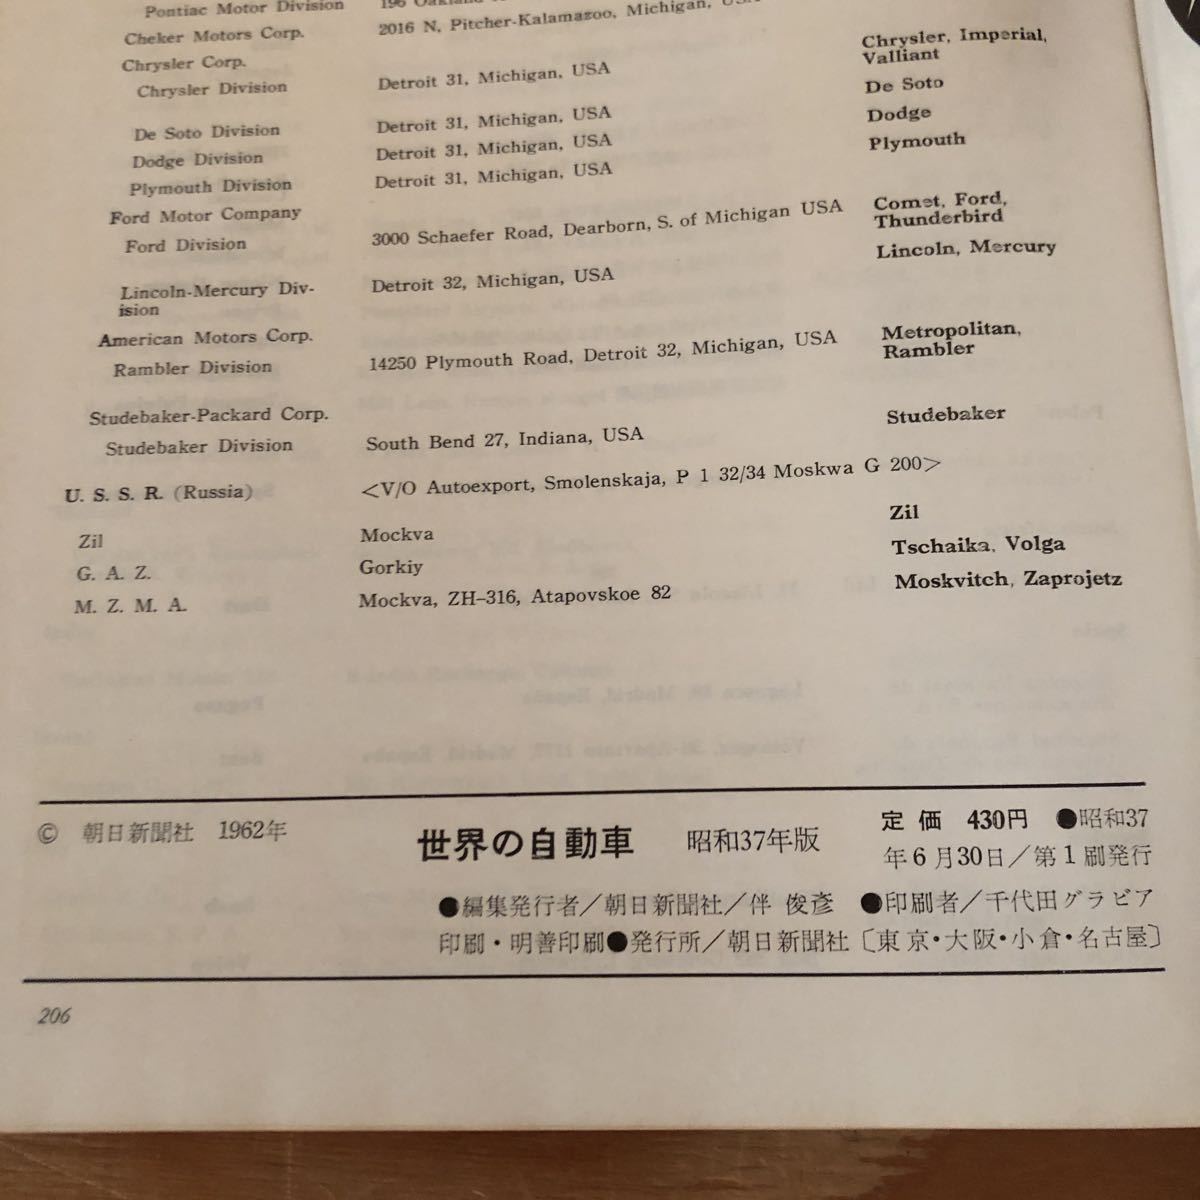 Pontiac Motor Division 196
Cheker Motors Corp. 2016 N, Pitcher-Kalamazoo, Michigan,
Chrysler Corp. Chrysler, Imperial,
Valliant
Chrysler Division Detroit 31, Michigan, USA
De Soto
De Soto Division Detroit 31, Michigan, USA Dodge
Dodge Division Detroit 31, Michigan, USA Plymouth
Plymouth Division Detroit 31, Michigan, USA
Ford Motor Company Comet, Ford,
Thunderbird
Ford Division 3000 Schaefer Road, Dearborn, S. of Michigan USA
Lincoln, Mercury
Lincoln-Mercury Div- Detroit 32, Michigan, USA
ision
American Motors Corp. Metropolitan,
Rambler
Rambler Division 14250 Plymouth Road, Detroit 32, Michigan, USA
Studebaker-Packard Corp. Studebaker
Studebaker Division South Bend 27, Indiana, USA
U. S. S. R. (Russia) <V/O Autoexport, Smolenskaja, P 1 32/34 Moskwa G 200>
Zil Mockva Zil
G. A. Z. Gorkiy Tschaika, Volga
M. Z. M. A. Mockva, ZH-316, Atapovskoe 82 Moskvitch, Zaprojetz
© 朝日新聞社 1962年 世界の自動車 昭和37年版 定価 430円 ●昭和37
年6月30日/第1刷発行
●編集発行者/朝日新聞社/伴 俊彦 ●印刷者/千代田グラビア
印刷・明善印刷●発行所/朝日新聞社〔東京・大阪・小倉・名古屋〕
206